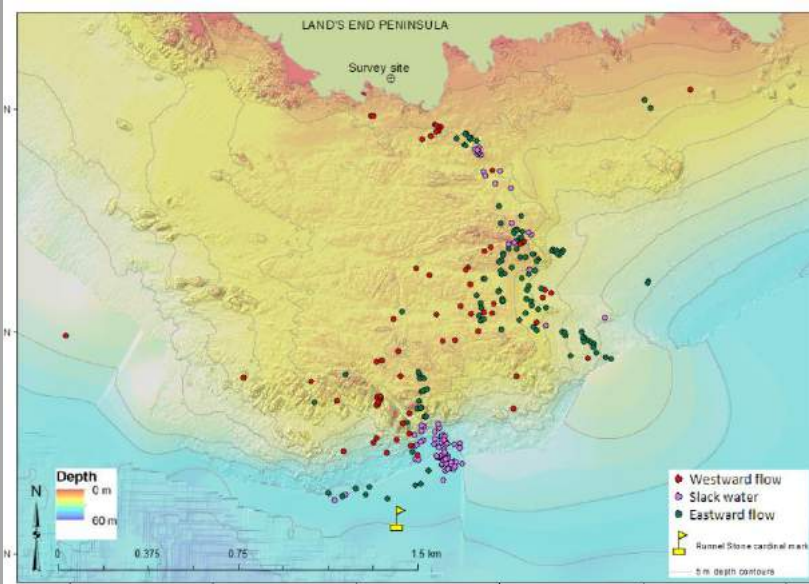 LAND'S END PENINSULA
Survey site
N
N
N
Depth
0 m
60 m
N
0 0.375 0.75 1.5 km
Westward flow
Slack water
Eastward flow
Runnel Stone cardinal mark
5 m depth contours